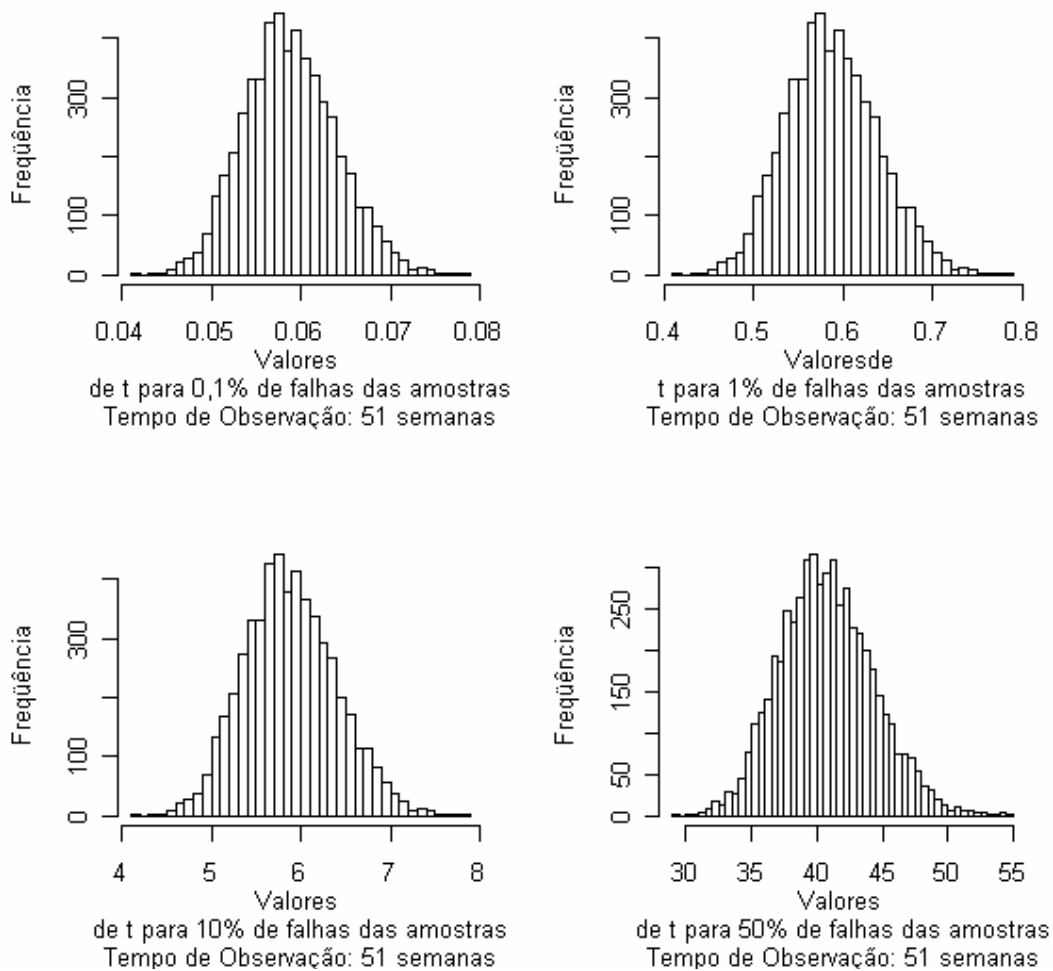 Freqüência
300
100
0
0.04 0.05 0.06 0.07 0.08
Valores
de t para 0,1% de falhas das amostras
Tempo de Observação: 51 semanas
Freqüência
300
100
0
0.4 0.5 0.6 0.7 0.8
Valoresde
t para 1% de falhas das amostras
Tempo de Observação: 51 semanas
Freqüência
300
100
0
4 5 6 7 8
Valores
de t para 10% de falhas das amostras
Tempo de Observação: 51 semanas
Freqüência
250
150
50
0
30 35 40 45 50 55
Valores
de t para 50% de falhas das amostras
Tempo de Observação: 51 semanas